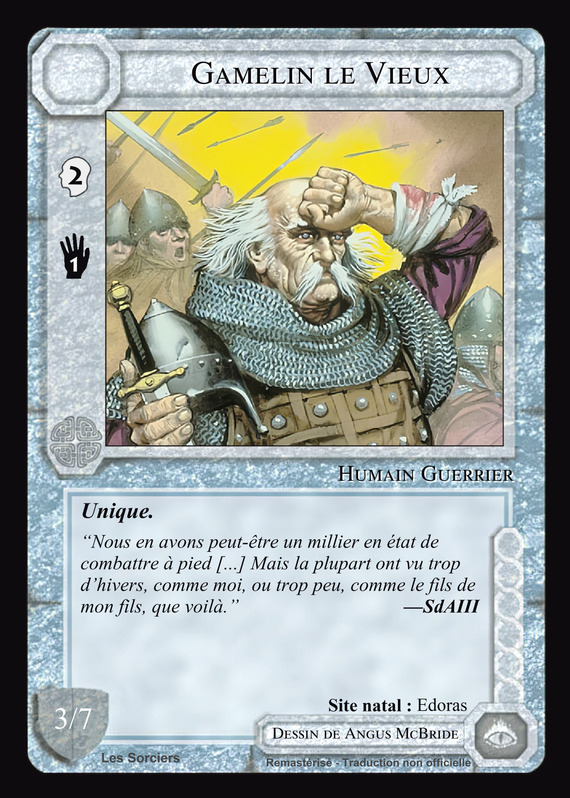 Gamelin le Vieux
2
1
Humain Guerrier
Unique.
“Nous en avons peut-être un millier en état de
combattre à pied [...] Mais la plupart ont vu trop
d’hivers, comme moi, ou trop peu, comme le fils de
mon fils, que voilà.” —SdAIII
Site natal : Edoras
3/7
Dessin de Angus McBride
Les Sorciers
Remastérisé - Traduction non officielle